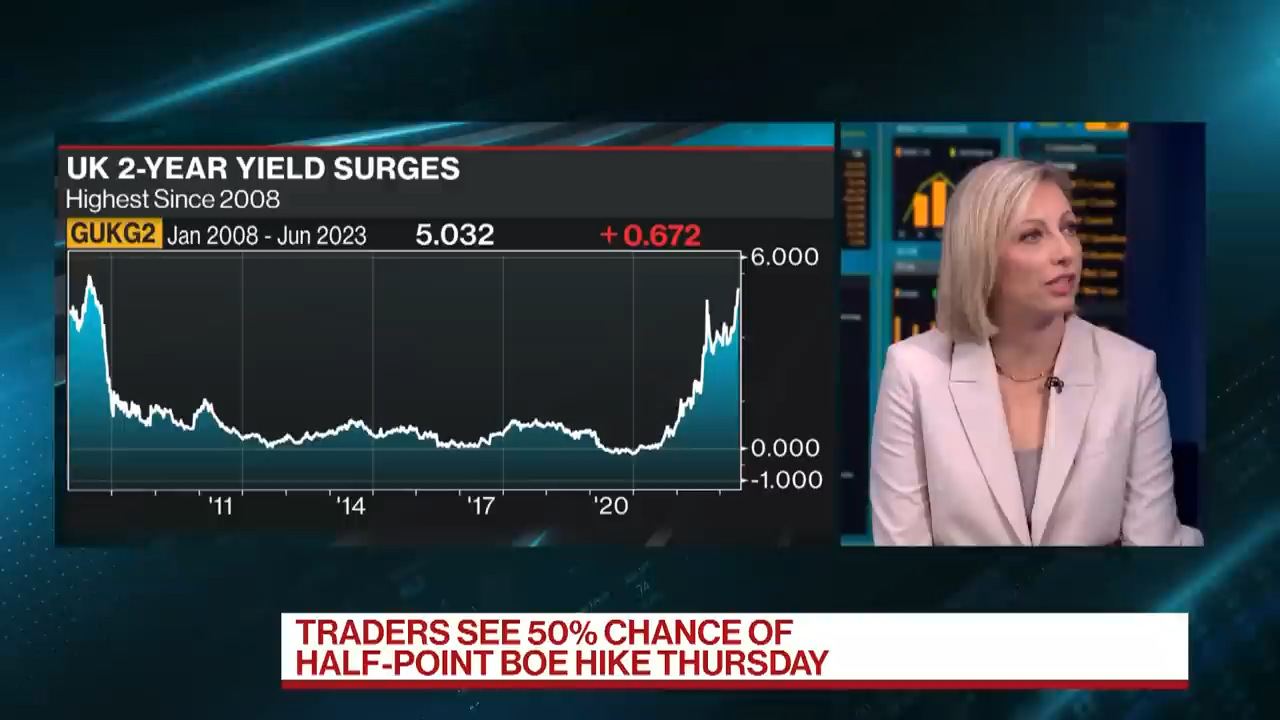 UK 2-YEAR YIELD SURGES
Highest Since 2008
GUKG2 Jan 2008 - Jun 2023 5.032 +0.672
6.000
0.000
-1.000
'11 '14 '17 '20
TRADERS SEE 50% CHANCE OF
HALF-POINT BOE HIKE THURSDAY